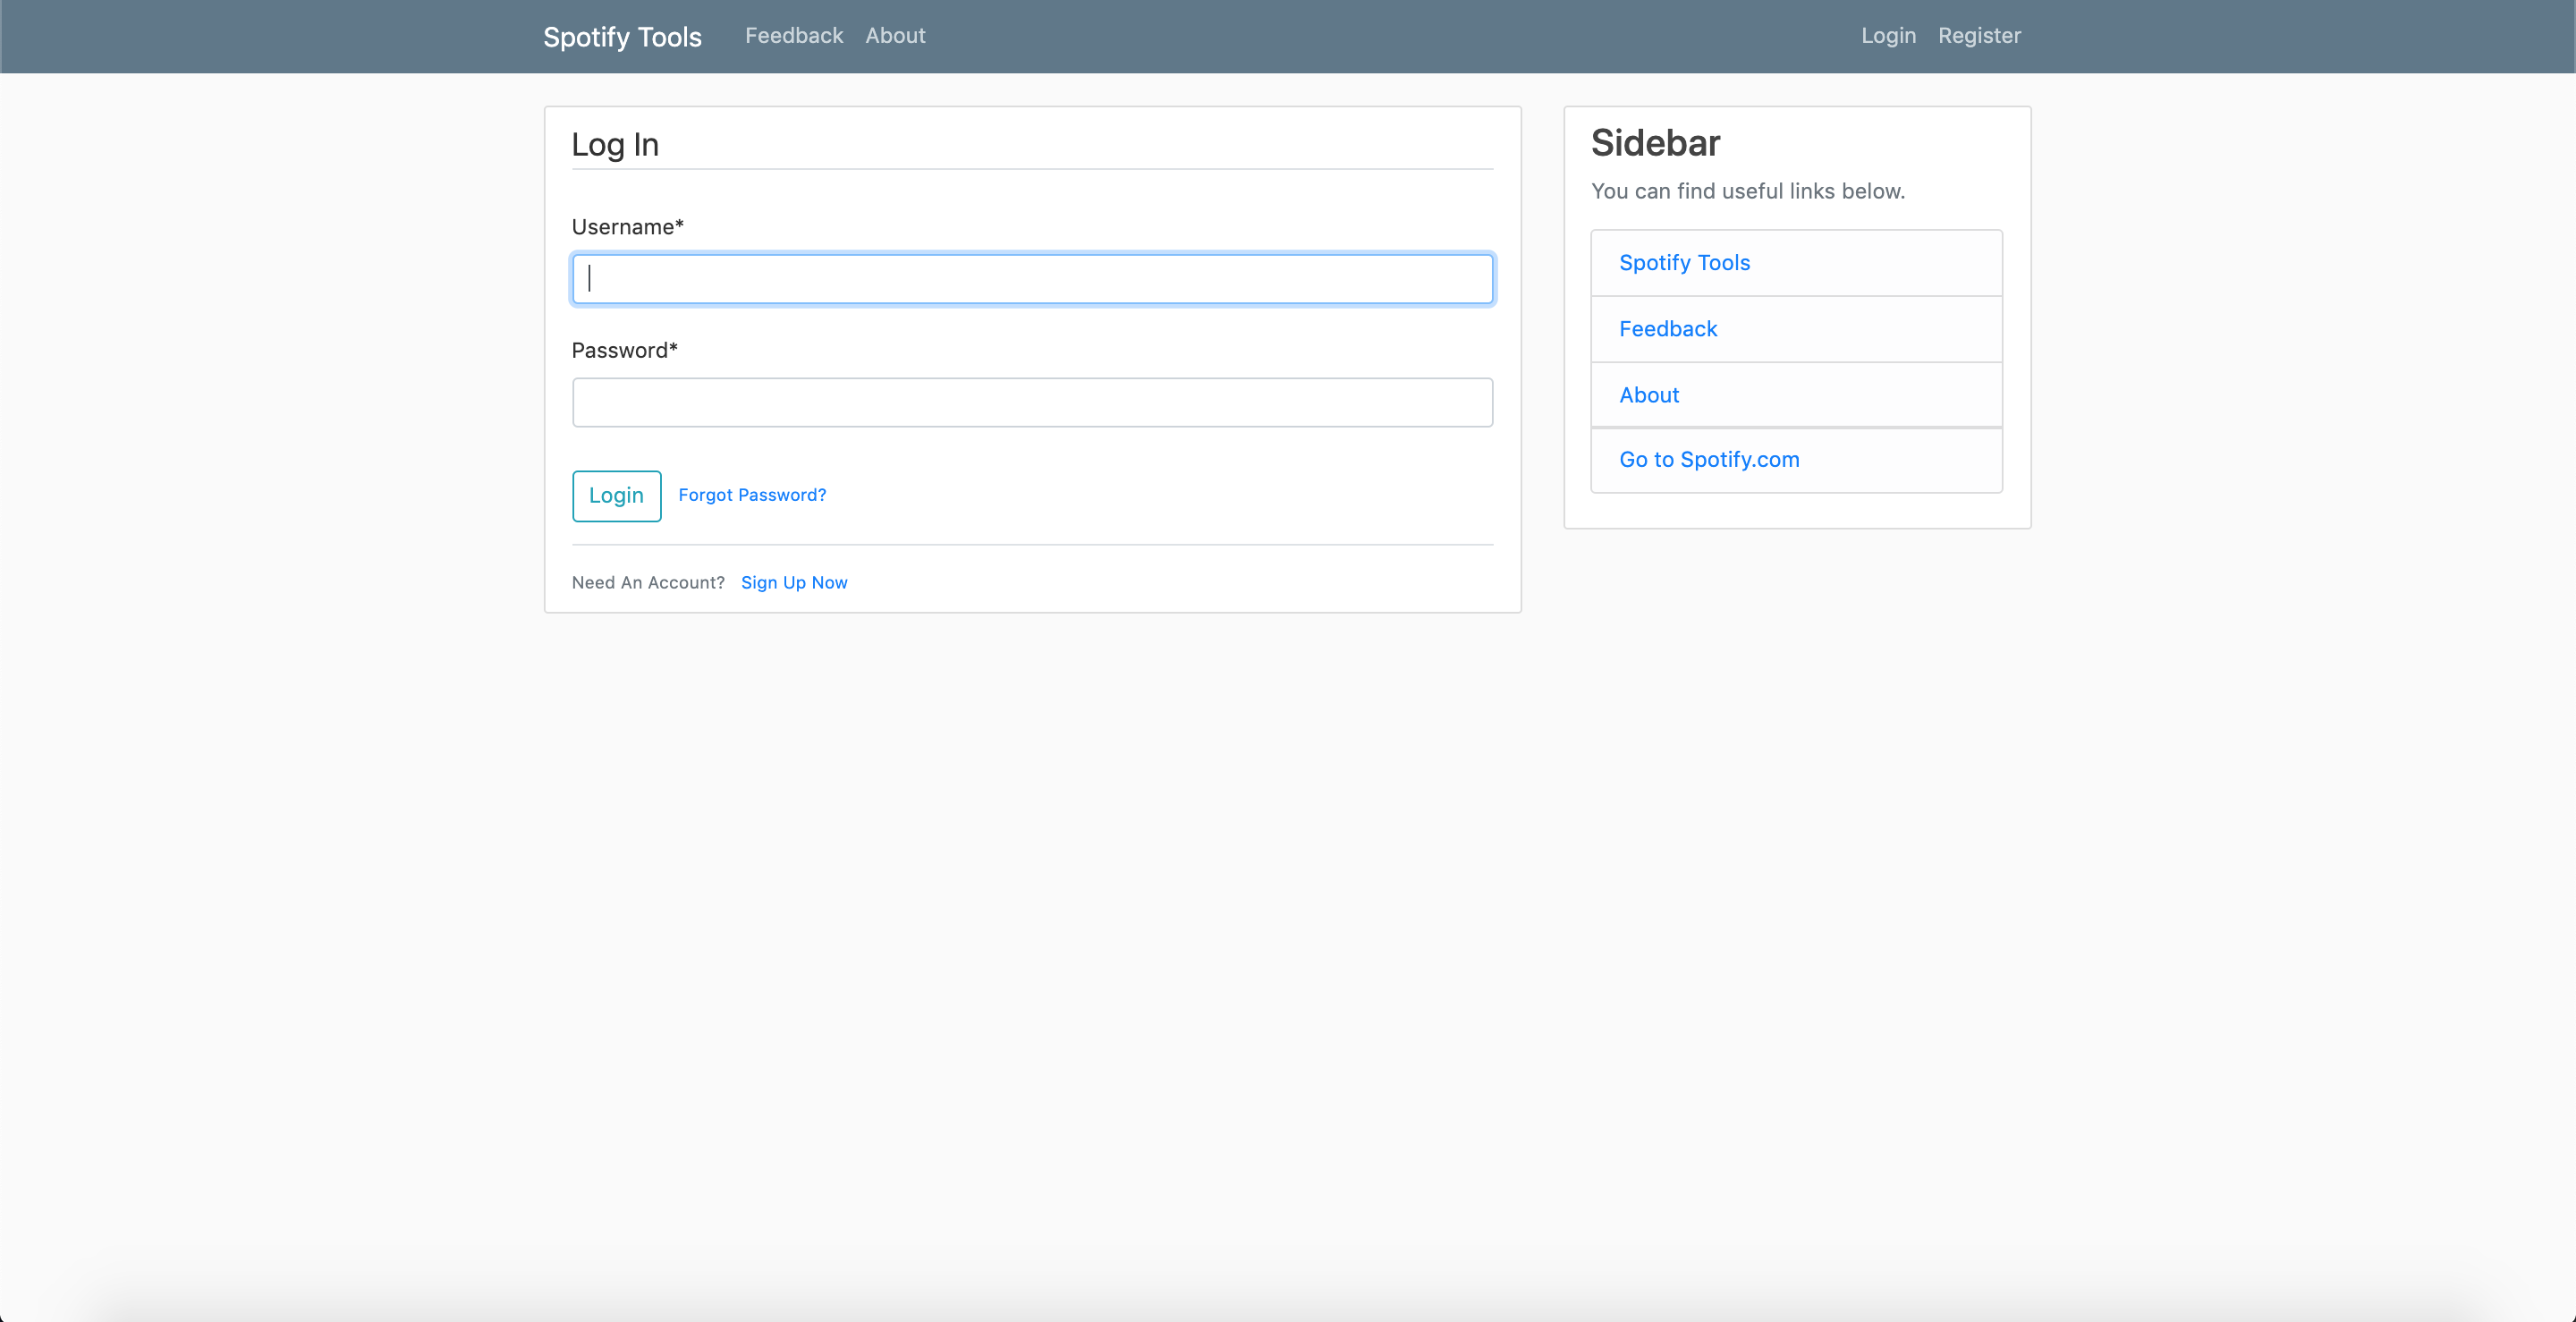 Spotify Tools Feedback About Login Register
Log In
Username*
Password*
Login Forgot Password?
Need An Account? Sign Up Now
Sidebar
You can find useful links below.
Spotify Tools
Feedback
About
Go to Spotify.com